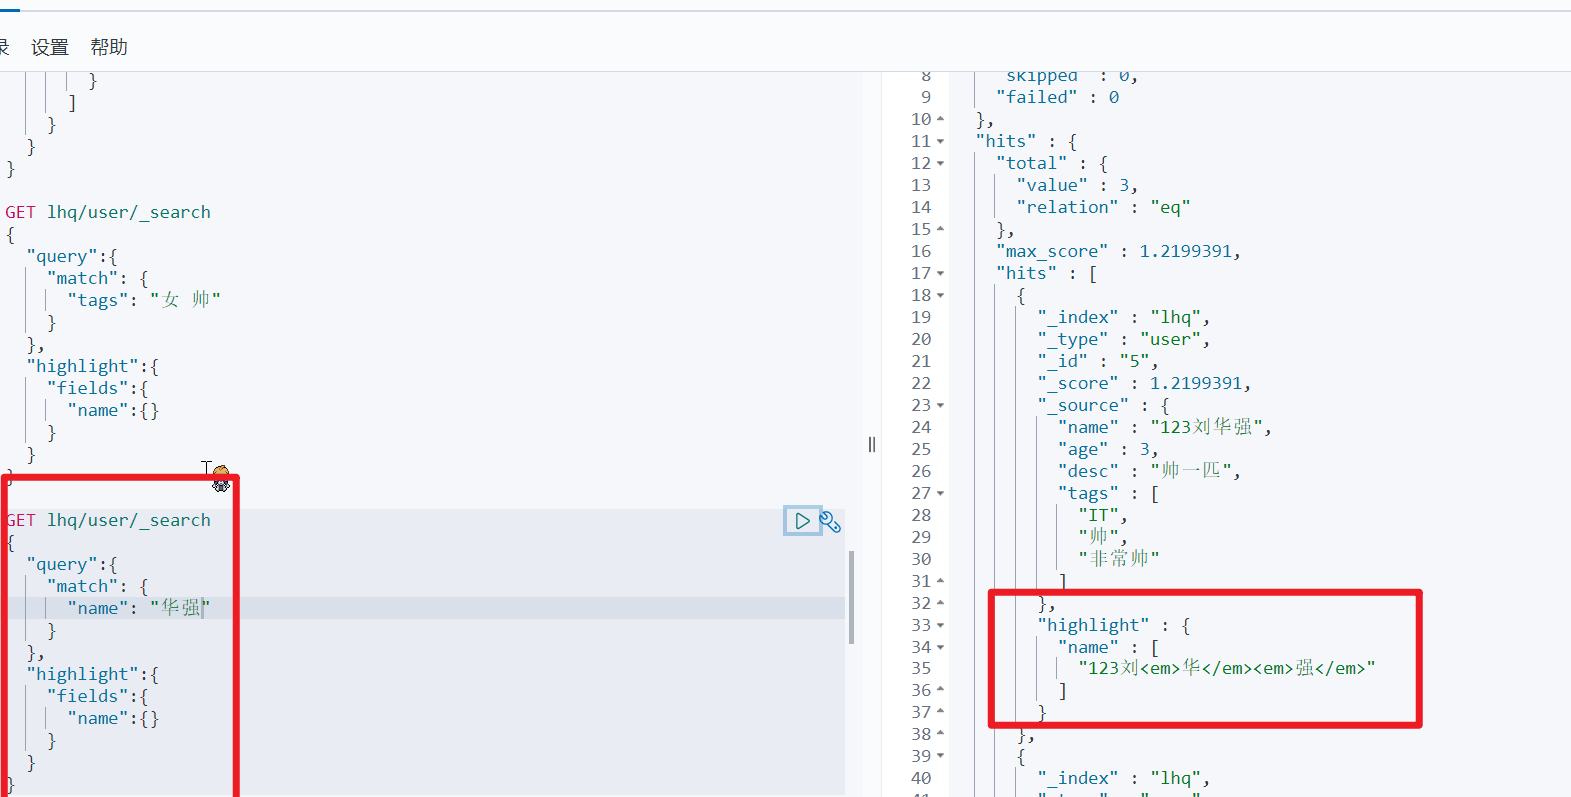 录 设置 帮助
}
]
}
}
}
GET lhq/user/_search
{
"query":{
"match": {
"tags": "女 帅"
}
},
"highlight":{
"fields":{
"name":{}
}
}
}
GET lhq/user/_search
{
"query":{
"match": {
"name": "华强"
}
},
"highlight":{
"fields":{
"name":{}
}
}
}
8 "skipped" : 0,
9 "failed" : 0
10 },
11 "hits" : {
12 "total" : {
13 "value" : 3,
14 "relation" : "eq"
15 },
16 "max_score" : 1.2199391,
17 "hits" : [
18 {
19 "_index" : "lhq",
20 "_type" : "user",
21 "_id" : "5",
22 "_score" : 1.2199391,
23 "_source" : {
24 "name" : "123刘华强",
25 "age" : 3,
26 "desc" : "帅一匹",
27 "tags" : [
28 "IT",
29 "帅",
30 "非常帅"
31 ]
32 },
33 "highlight" : {
34 "name" : [
35 "123刘<em>华</em><em>强</em>"
36 ]
37 }
38 },
39 {
40 "_index" : "lhq",